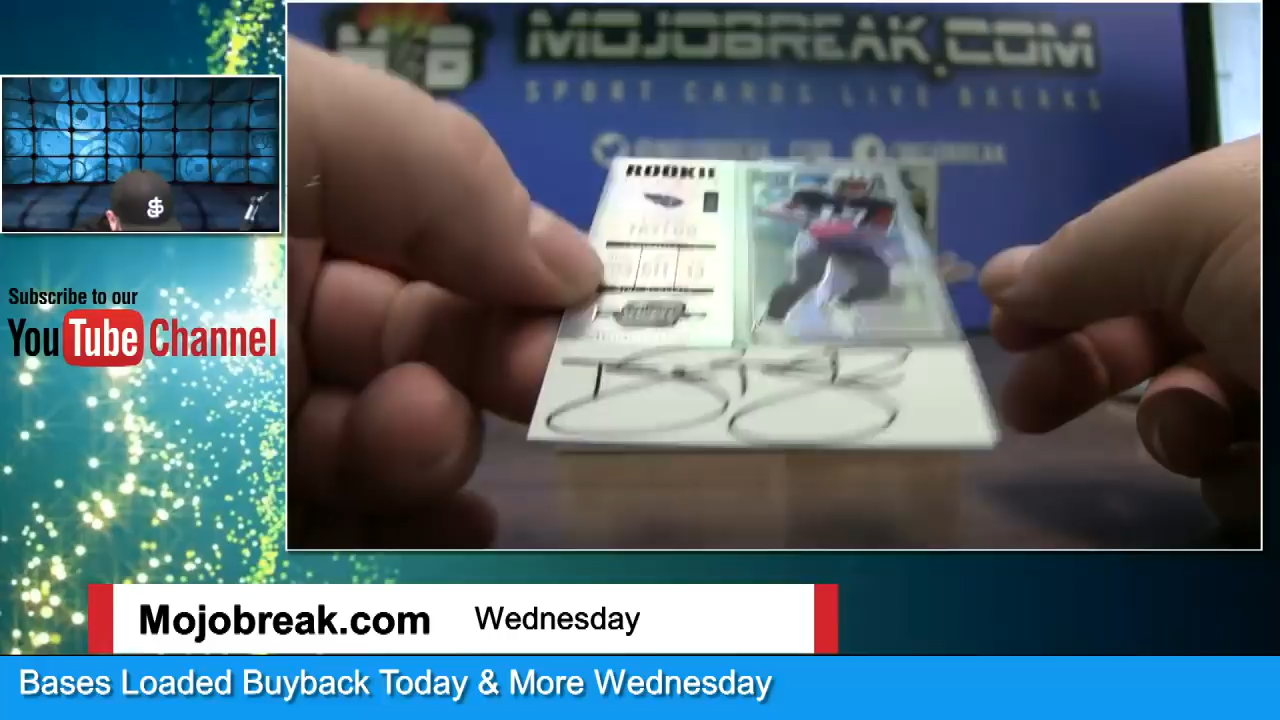 MOJOBREAK.COM
SPORT CARDS LIVE BREAKS
ROOKIE
Subscribe to our
YouTube Channel
Mojobreak.com Wednesday
Bases Loaded Buyback Today & More Wednesday